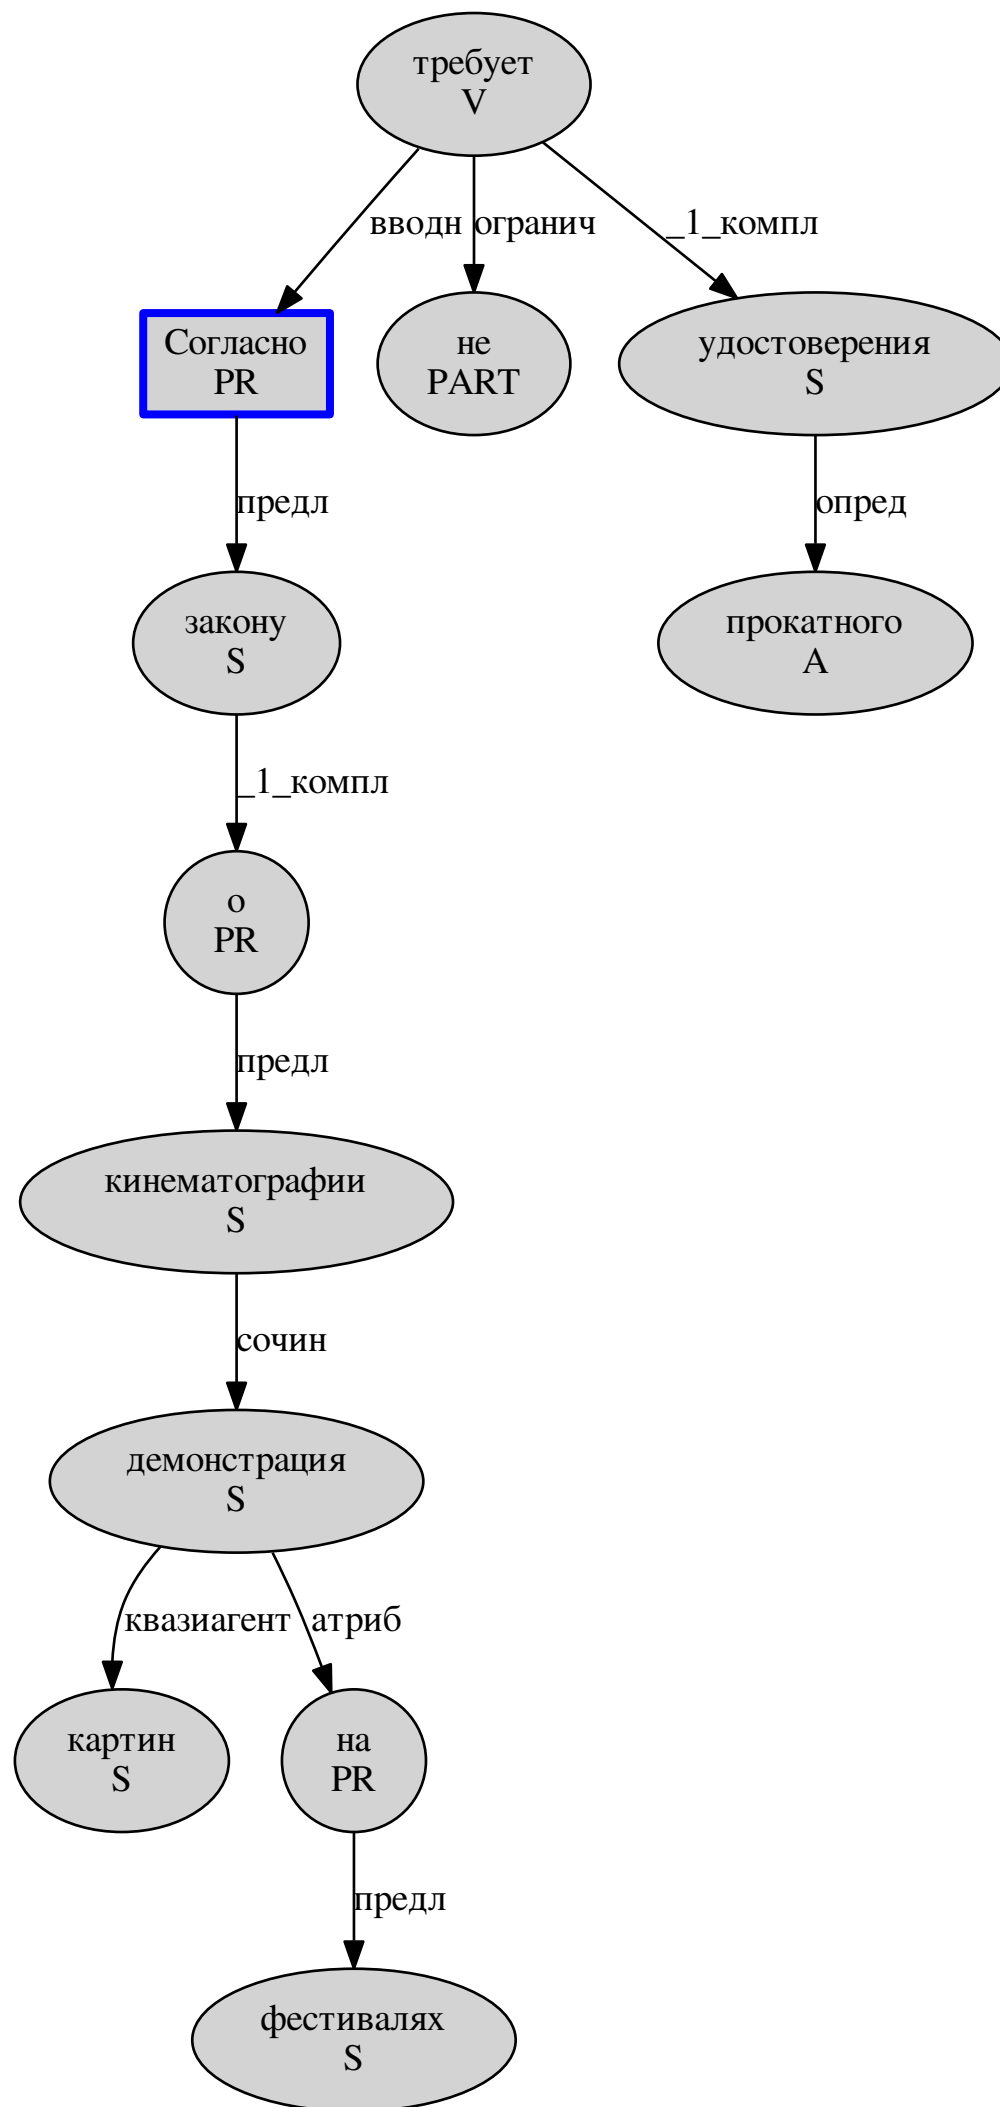 требует
V
вводн
огранич
_1_компл
Согласно
PR
не
PART
удостоверения
S
предл
опред
закону
S
прокатного
A
_1_компл
о
PR
предл
кинематографии
S
сочин
демонстрация
S
квазиагент
атриб
картин
S
на
PR
предл
фестивалях
S